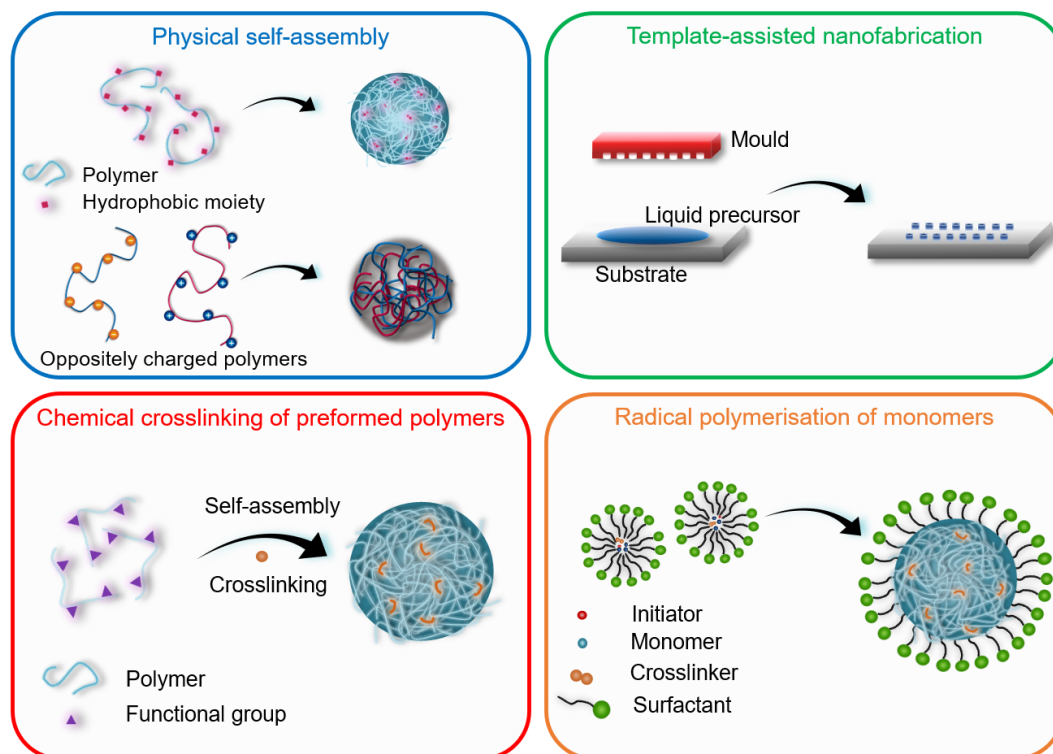 Physical self-assembly
Polymer
Hydrophobic moiety
Oppositely charged polymers
Template-assisted nanofabrication
Mould
Liquid precursor
Substrate
Chemical crosslinking of preformed polymers
Self-assembly
Crosslinking
Polymer
Functional group
Radical polymerisation of monomers
Initiator
Monomer
Crosslinker
Surfactant